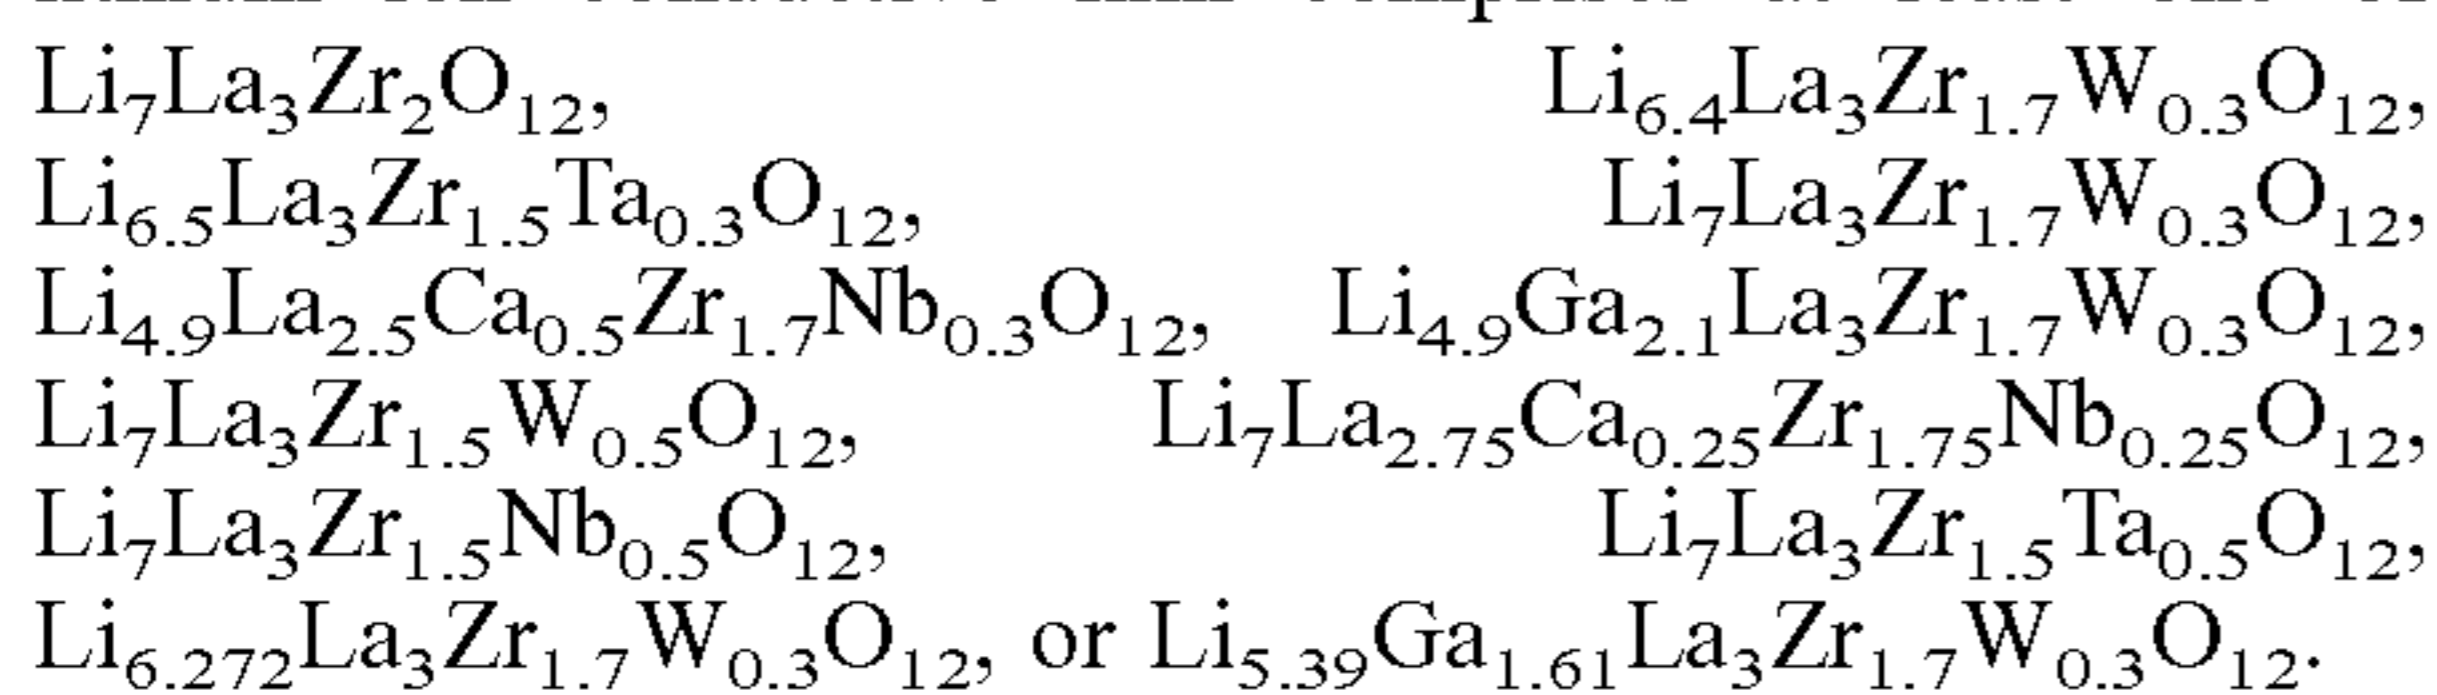 Li₇La₃Zr₂O₁₂, Li₆.₄La₃Zr₁.₇W₀.₃O₁₂,
Li₆.₅La₃Zr₁.₅Ta₀.₃O₁₂, Li₇La₃Zr₁.₇W₀.₃O₁₂,
Li₄.₉La₂.₅Ca₀.₅Zr₁.₇Nb₀.₃O₁₂, Li₄.₉Ga₂.₁La₃Zr₁.₇W₀.₃O₁₂,
Li₇La₃Zr₁.₅W₀.₅O₁₂, Li₇La₂.₇₅Ca₀.₂₅Zr₁.₇₅Nb₀.₂₅O₁₂,
Li₇La₃Zr₁.₅Nb₀.₅O₁₂, Li₇La₃Zr₁.₅Ta₀.₅O₁₂,
Li₆.₂₇₂La₃Zr₁.₇W₀.₃O₁₂, or Li₅.₃₉Ga₁.₆₁La₃Zr₁.₇W₀.₃O₁₂.